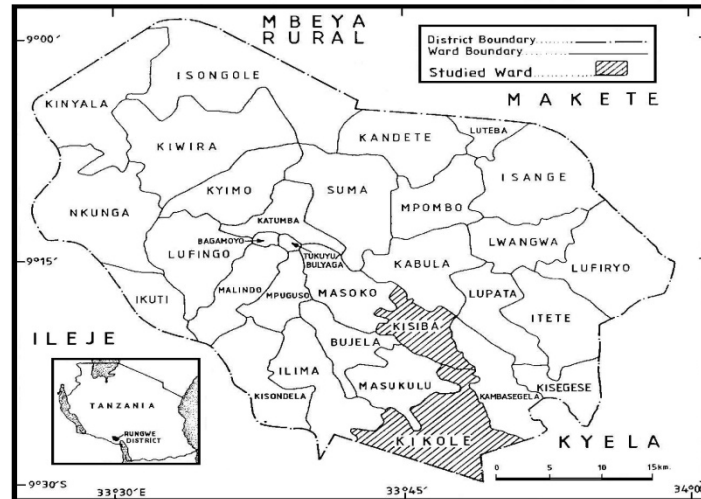 MBEYA
RURAL
9°00'
District Boundary
Ward Boundary
Studied Ward
ISONGOLE
KINYALA
MAKETE
LUTEBA
KANDETE
KIWIRA
ISANGE
KYIMO
SUMA
NKUNGA
MPOMBO
KATUMBA
BAGAMOYO
LWANGWA
TUKUYU/
BULYAGA
LUFINGO
9°15'
KABULA
LUFIRYO
MALINDO
MPUGUSO
MASOKO
LUPATA
IKUTI
ITETE
KISIBA
ILEJE
BUJELA
ILIMA
MASUKULU
KISEGESE
KISONDELA
KAMBASEGELA
TANZANIA
RUNGWE
DISTRICT
KIKOLE
KYELA
0 5 10 15km.
9°30'S
33°30'E
33°45'
34°0